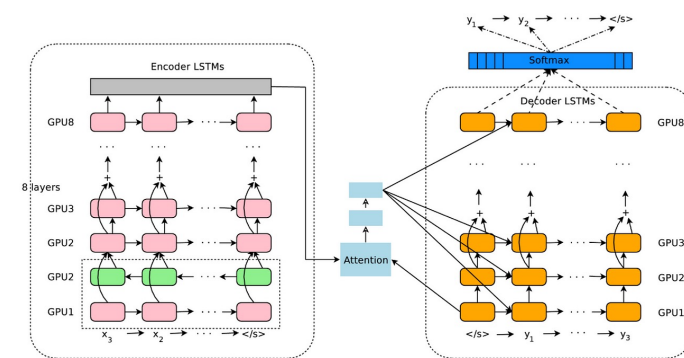 y1 y2 ... </s>
Softmax
Encoder LSTMs
Decoder LSTMs
GPU8
GPU8
8 layers
GPU3
GPU2
GPU2
GPU1
Attention
GPU3
GPU2
GPU1
x3 x2 ... </s>
</s> y1 ... y3